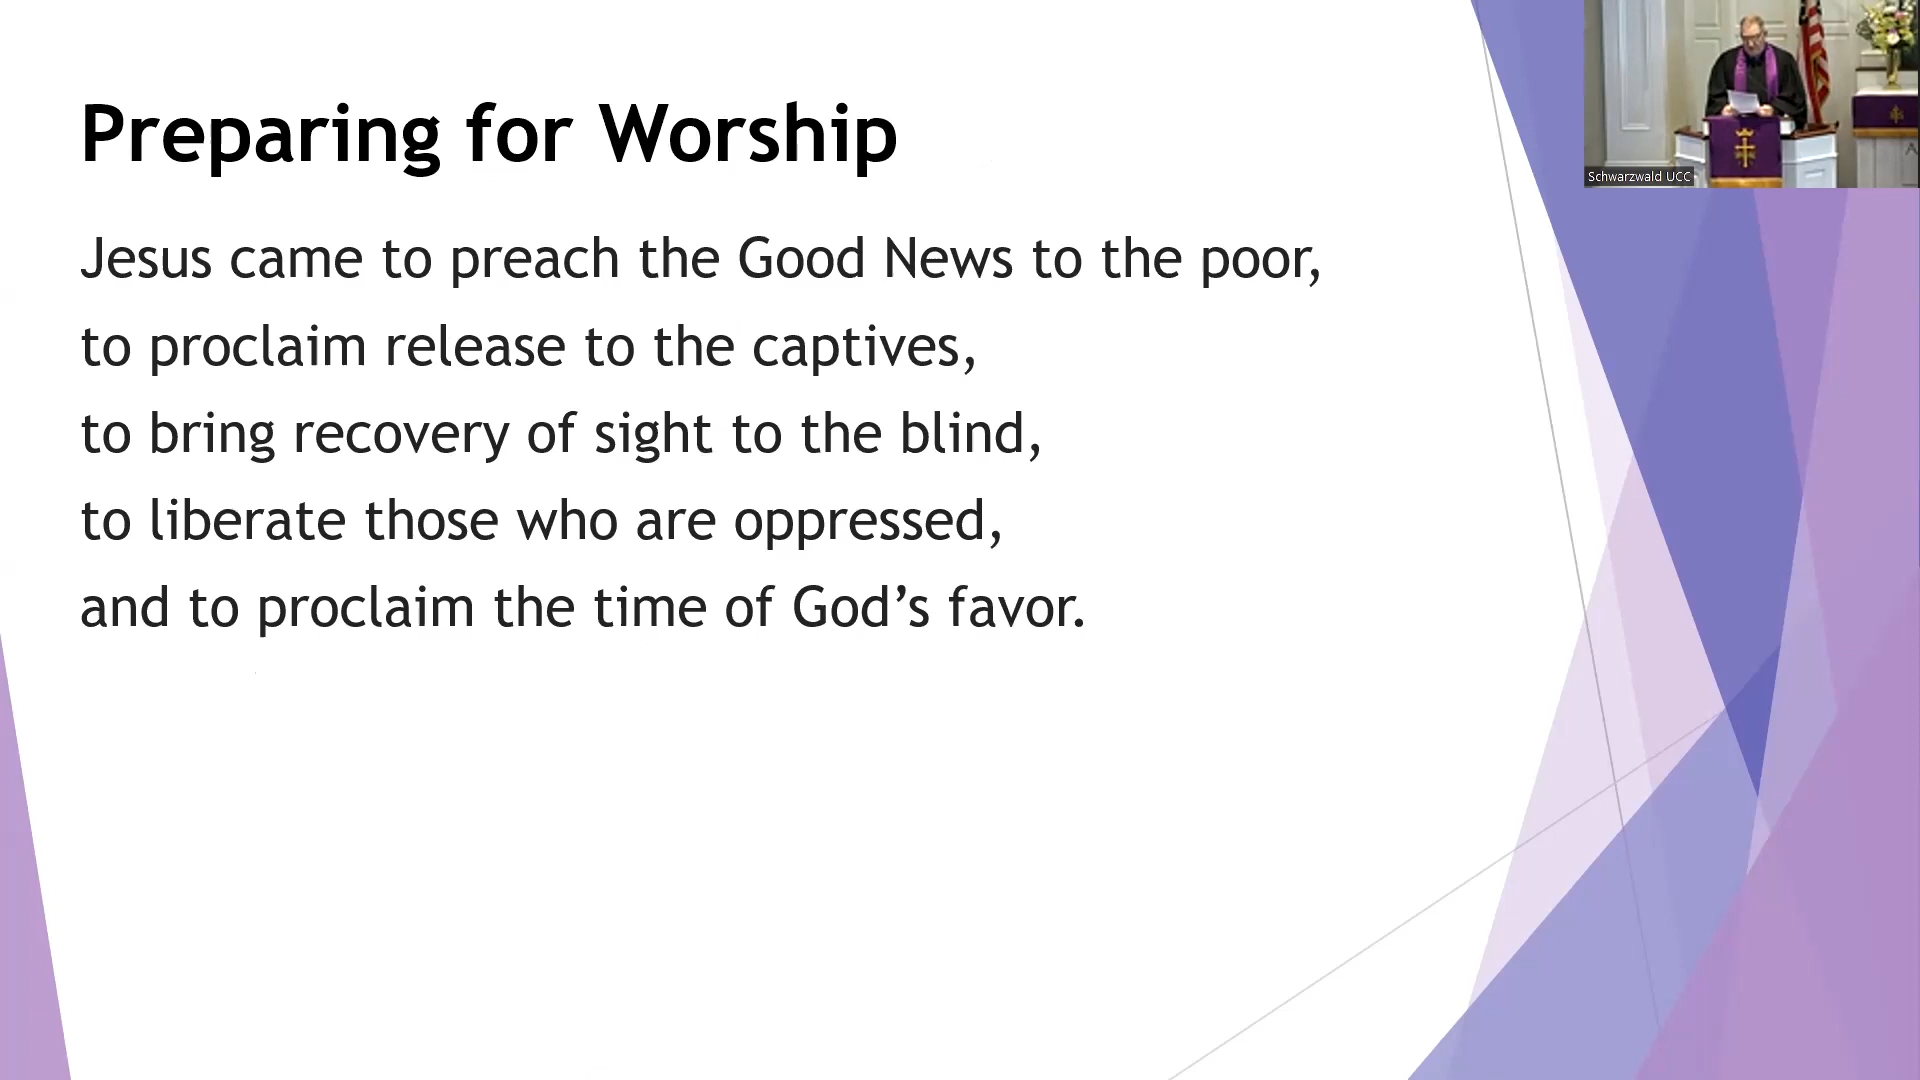 Preparing for Worship
Jesus came to preach the Good News to the poor,
to proclaim release to the captives,
to bring recovery of sight to the blind,
to liberate those who are oppressed,
and to proclaim the time of God’s favor.
Schwarzwald UCC